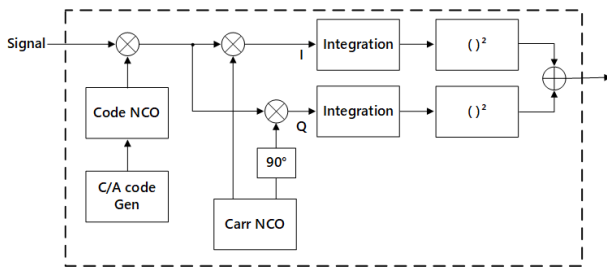 Signal
I
Integration
( )²
Code NCO
Q
Integration
( )²
90°
C/A code
Gen
Carr NCO